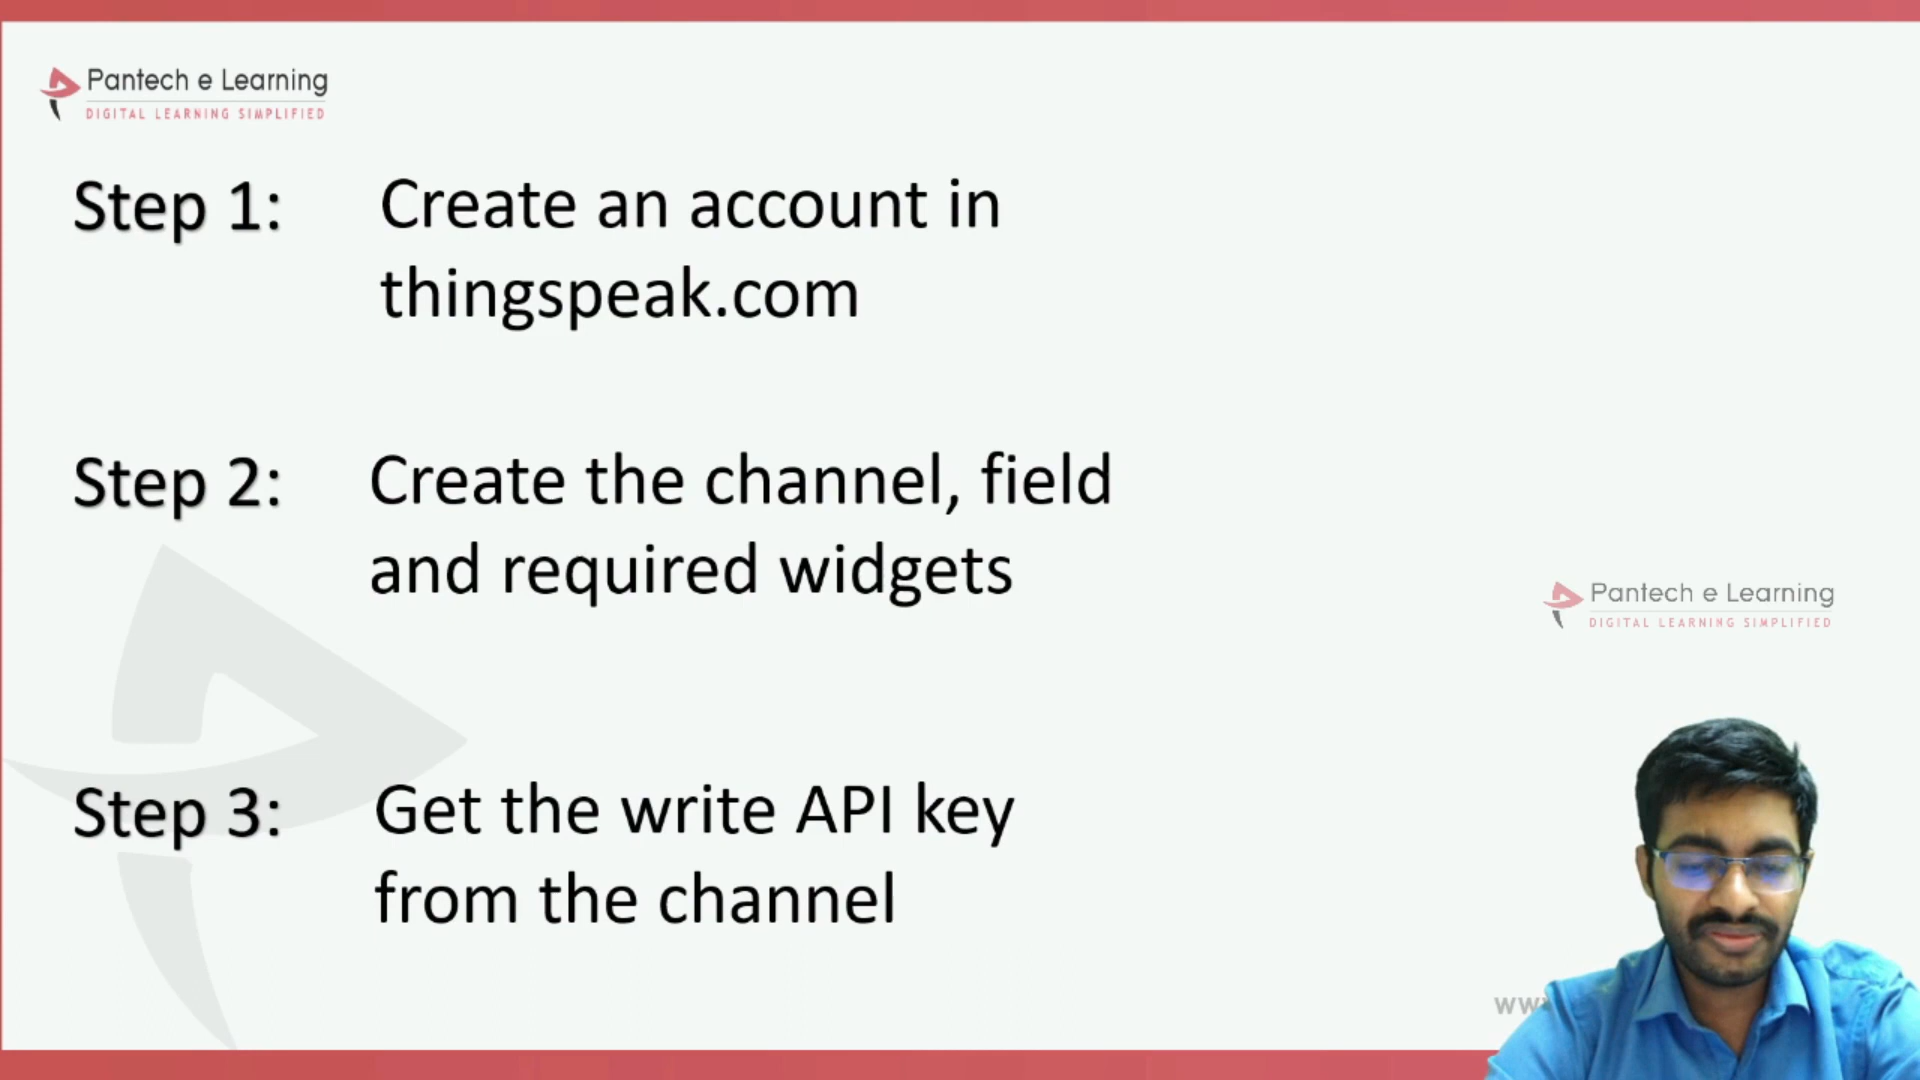 Pantech e Learning
DIGITAL LEARNING SIMPLIFIED
Step 1: Create an account in
thingspeak.com
Step 2: Create the channel, field
and required widgets
Pantech e Learning
DIGITAL LEARNING SIMPLIFIED
Step 3: Get the write API key
from the channel